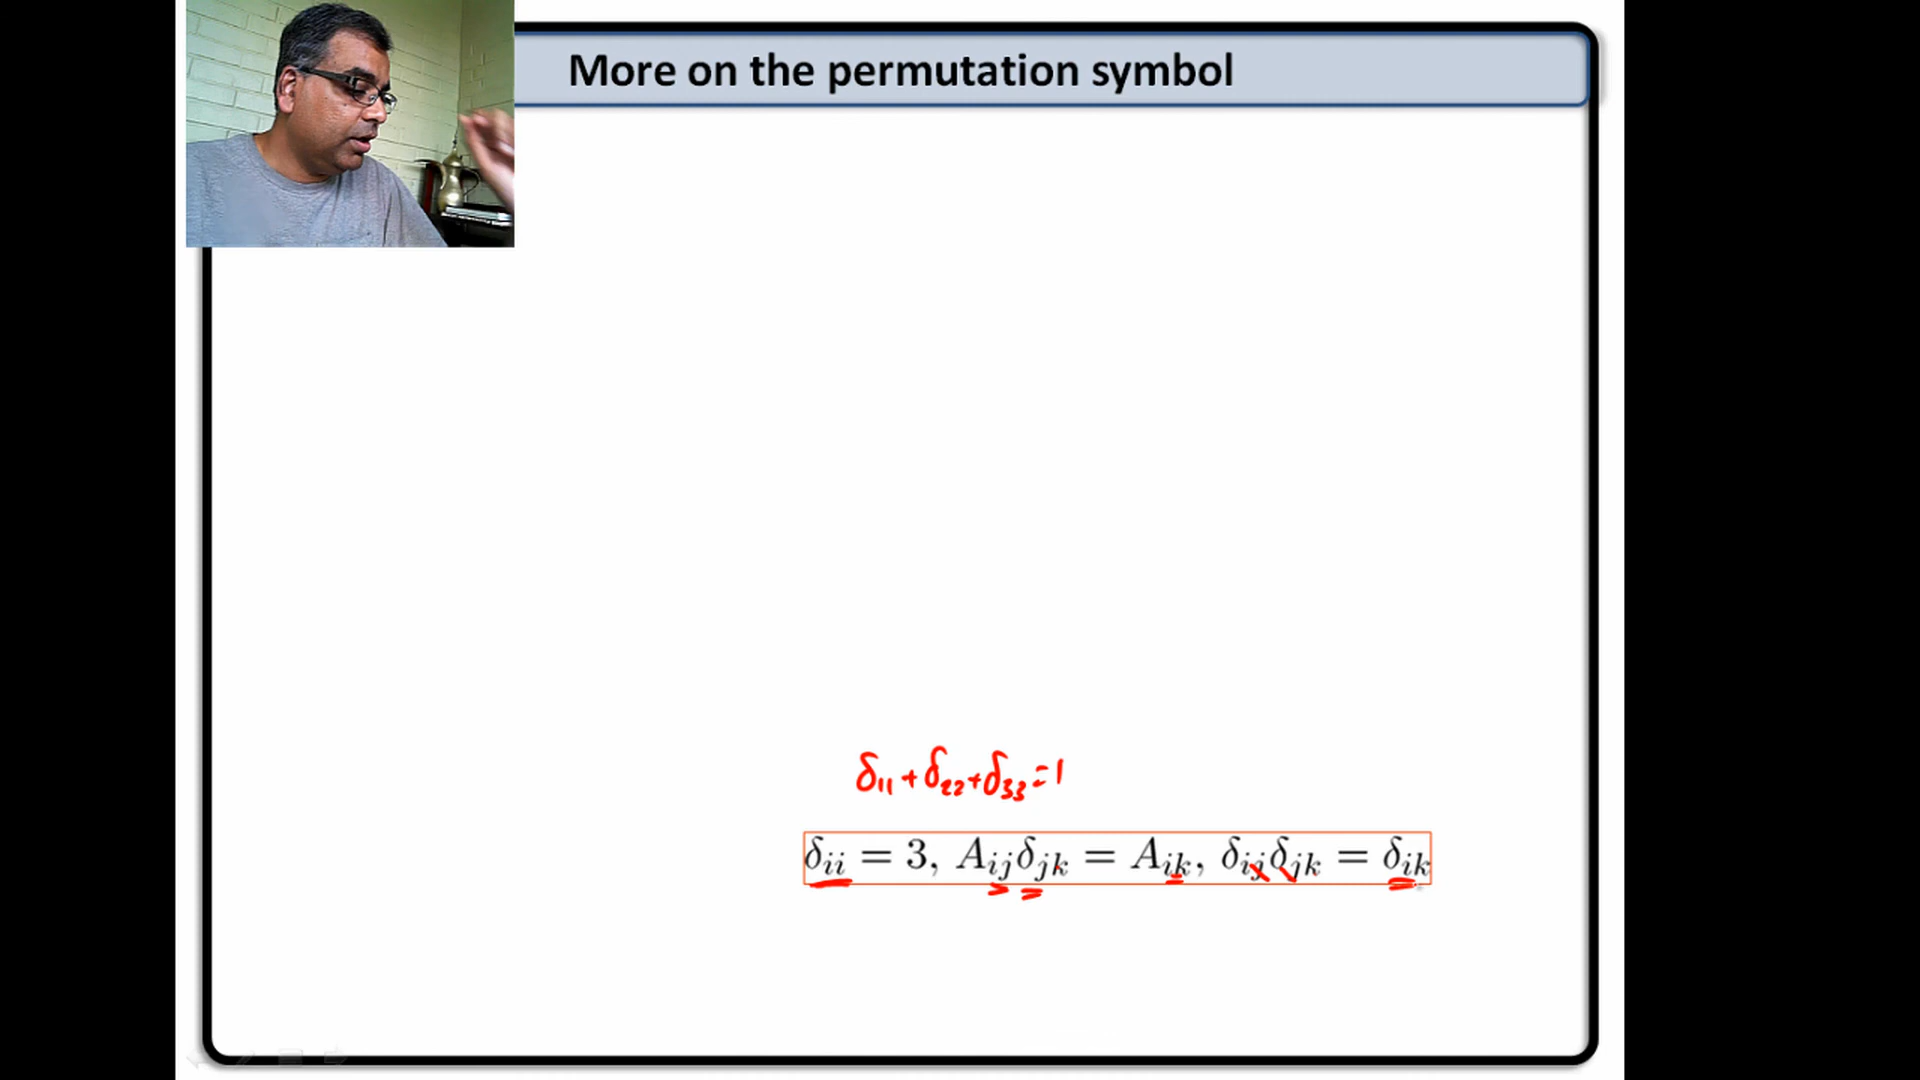 More on the permutation symbol
δ₁₁+δ₂₂+δ₃₃=1
δᵢᵢ = 3, Aᵢⱼδⱼₖ = Aᵢₖ, δᵢⱼδⱼₖ = δᵢₖ